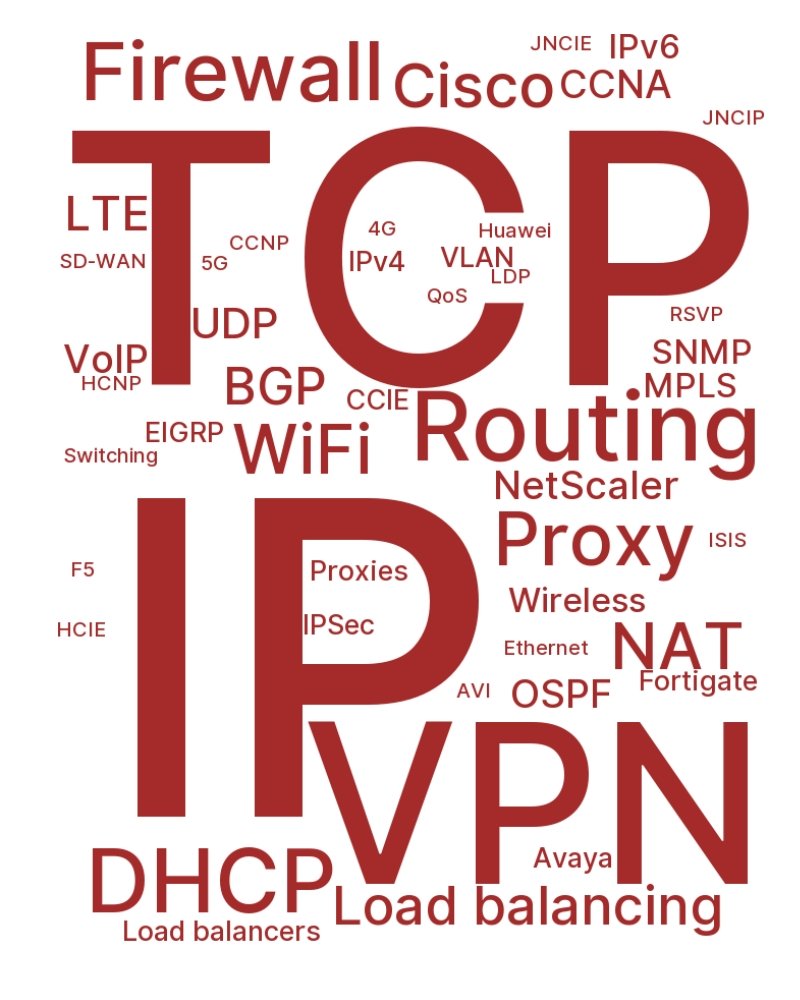 JNCIE
IPv6
Firewall
Cisco
CCNA
JNCIP
TCP
LTE
4G
Huawei
CCNP
SD-WAN
5G
IPv4
VLAN
LDP
QoS
RSVP
UDP
VoIP
SNMP
HCNP
BGP
MPLS
CCIE
Routing
EIGRP
WiFi
Switching
NetScaler
IP
Proxy
ISIS
F5
Proxies
Wireless
HCIE
IPSec
Ethernet
NAT
Fortigate
AVI
OSPF
VPN
Avaya
DHCP
Load balancing
Load balancers